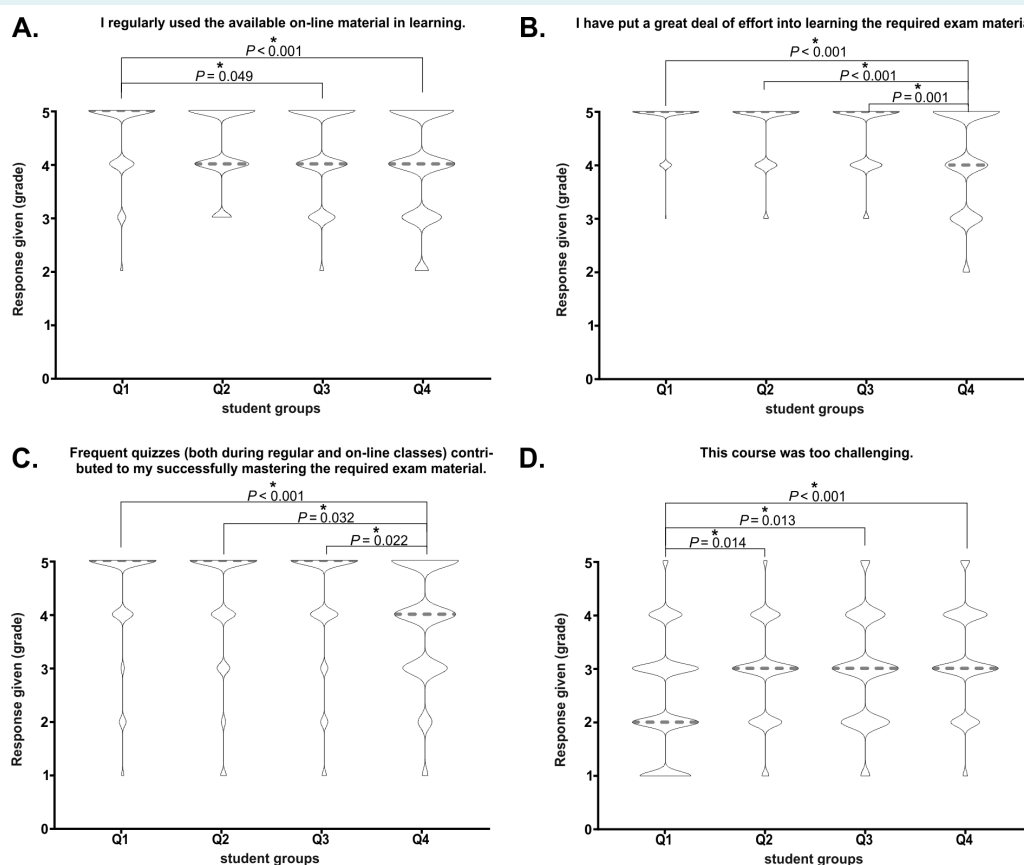 A.
I regularly used the available on-line material in learning.
*
P < 0.001
*
P = 0.049
Response given (grade)
5
4
3
2
1
0
Q1 Q2 Q3 Q4
student groups
B.
I have put a great deal of effort into learning the required exam
*
P < 0.001
*
P < 0.001
*
P = 0.001
Response given (grade)
5
4
3
2
1
0
Q1 Q2 Q3 Q4
student groups
C.
Frequent quizzes (both during regular and on-line classes) contri-
buted to my successfully mastering the required exam material.
*
P < 0.001
*
P = 0.032
*
P = 0.022
Response given (grade)
5
4
3
2
1
0
Q1 Q2 Q3 Q4
student groups
D.
This course was too challenging.
*
P < 0.001
*
P = 0.013
*
P = 0.014
Response given (grade)
5
4
3
2
1
0
Q1 Q2 Q3 Q4
student groups